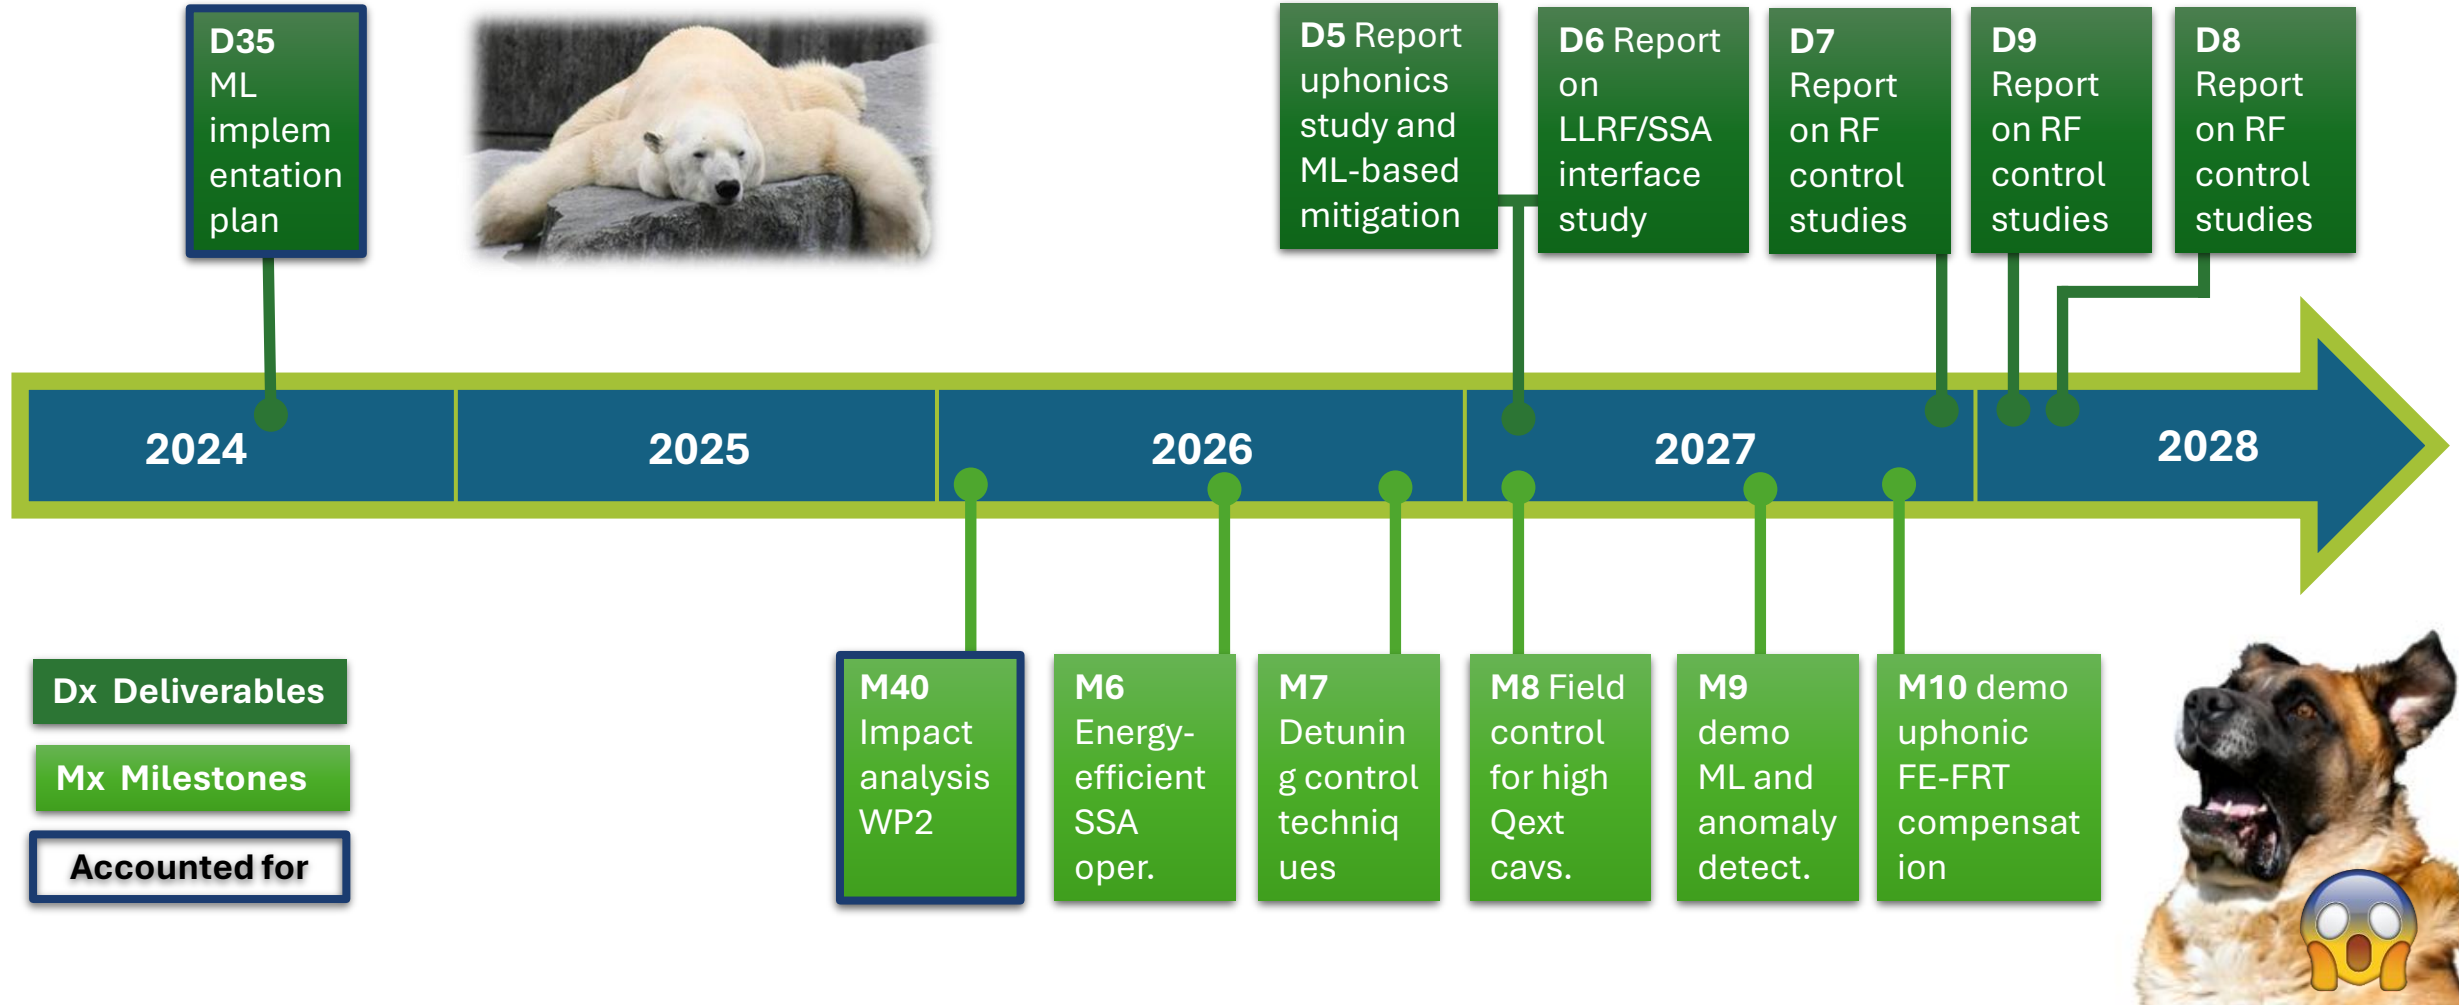 D35
ML
implem
entation
plan
D5 Report
uphonics
study and
ML-based
mitigation
D6 Report
on
LLRF/SSA
interface
study
D7
Report
on RF
control
studies
D9
Report
on RF
control
studies
D8
Report
on RF
control
studies
2024
2025
2026
2027
2028
Dx Deliverables
Mx Milestones
Accounted for
M40
Impact
analysis
WP2
M6
Energy-
efficient
SSA
oper.
M7
Detunin
g control
techniq
ues
M8 Field
control
for high
Qext
cavs.
M9
demo
ML and
anomaly
detect.
M10 demo
uphonic
FE-FRT
compensat
ion